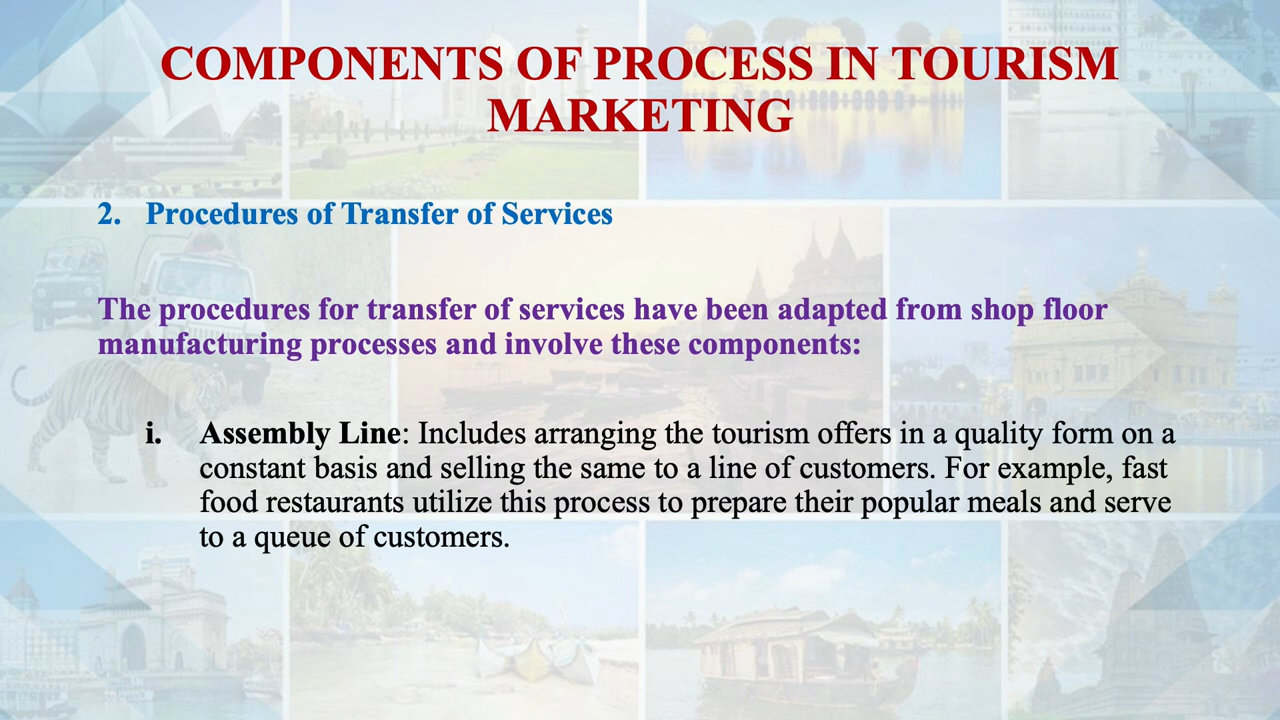 COMPONENTS OF PROCESS IN TOURISM
MARKETING
2. Procedures of Transfer of Services
The procedures for transfer of services have been adapted from shop floor
manufacturing processes and involve these components:
i. Assembly Line: Includes arranging the tourism offers in a quality form on a
constant basis and selling the same to a line of customers. For example, fast
food restaurants utilize this process to prepare their popular meals and serve
to a queue of customers.